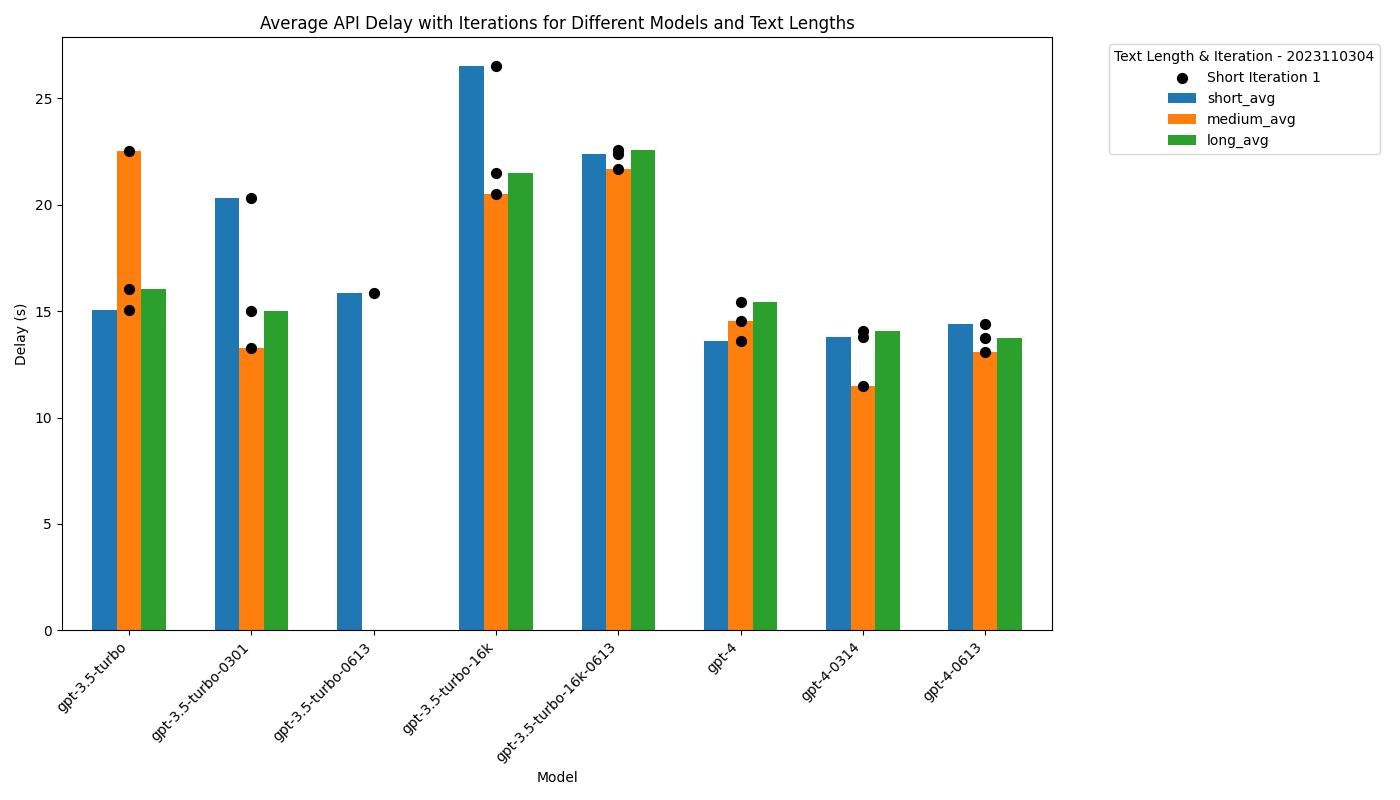 Average API Delay with Iterations for Different Models and Text Lengths
Text Length & Iteration - 2023110304
Short Iteration 1
short_avg
medium_avg
long_avg
Delay (s)
25
20
15
10
5
0
gpt-3.5-turbo
gpt-3.5-turbo-0301
gpt-3.5-turbo-0613
gpt-3.5-turbo-16k
gpt-3.5-turbo-16k-0613
gpt-4
gpt-4-0314
gpt-4-0613
Model